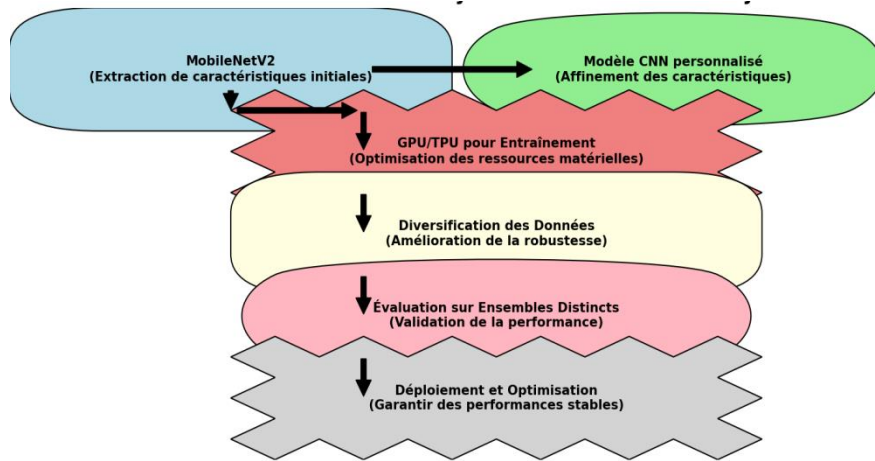 MobileNetV2
(Extraction de caractéristiques initiales)
Modèle CNN personnalisé
(Affinement des caractéristiques)
GPU/TPU pour Entraînement
(Optimisation des ressources matérielles)
Diversification des Données
(Amélioration de la robustesse)
Évaluation sur Ensembles Distincts
(Validation de la performance)
Déploiement et Optimisation
(Garantir des performances stables)